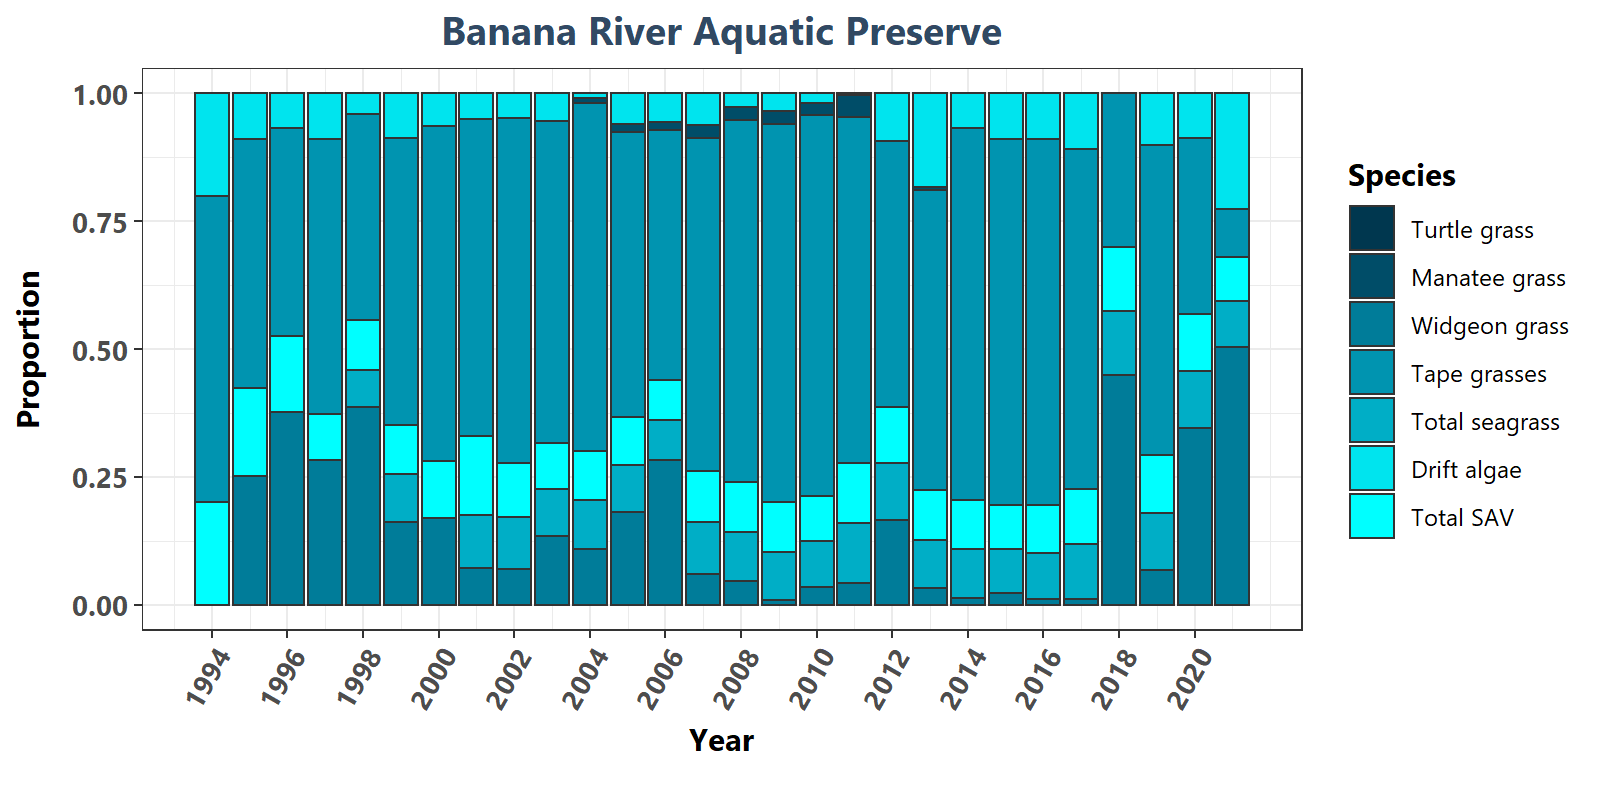 Banana River Aquatic Preserve
1.00
0.75
0.50
0.25
0.00
Proportion
1994
1996
1998
2000
2002
2004
2006
2008
2010
2012
2014
2016
2018
2020
Year
Species
Turtle grass
Manatee grass
Widgeon grass
Tape grasses
Total seagrass
Drift algae
Total SAV